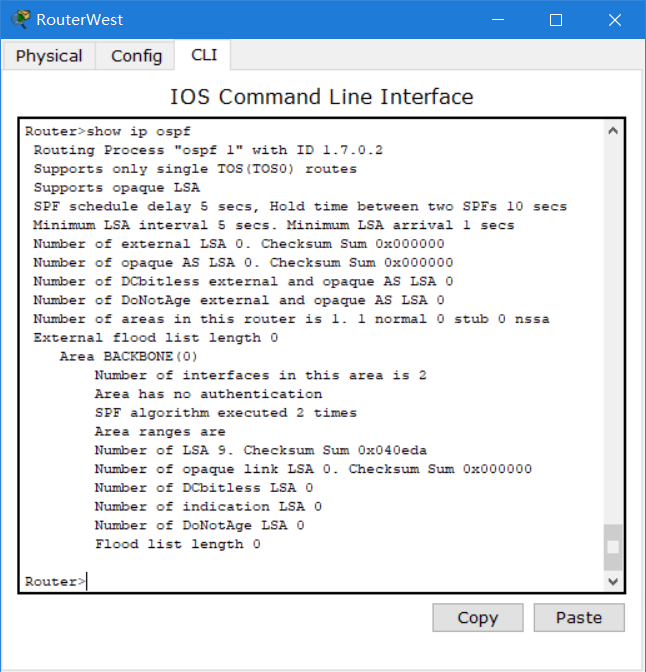 RouterWest
Physical Config CLI
IOS Command Line Interface
Router>show ip ospf
Routing Process "ospf 1" with ID 1.7.0.2
Supports only single TOS(TOS0) routes
Supports opaque LSA
SPF schedule delay 5 secs, Hold time between two SPFs 10 secs
Minimum LSA interval 5 secs. Minimum LSA arrival 1 secs
Number of external LSA 0. Checksum Sum 0x000000
Number of opaque AS LSA 0. Checksum Sum 0x000000
Number of DCbitless external and opaque AS LSA 0
Number of DoNotAge external and opaque AS LSA 0
Number of areas in this router is 1. 1 normal 0 stub 0 nssa
External flood list length 0
Area BACKBONE(0)
Number of interfaces in this area is 2
Area has no authentication
SPF algorithm executed 2 times
Area ranges are
Number of LSA 9. Checksum Sum 0x040eda
Number of opaque link LSA 0. Checksum Sum 0x000000
Number of DCbitless LSA 0
Number of indication LSA 0
Number of DoNotAge LSA 0
Flood list length 0
Router>
Copy Paste